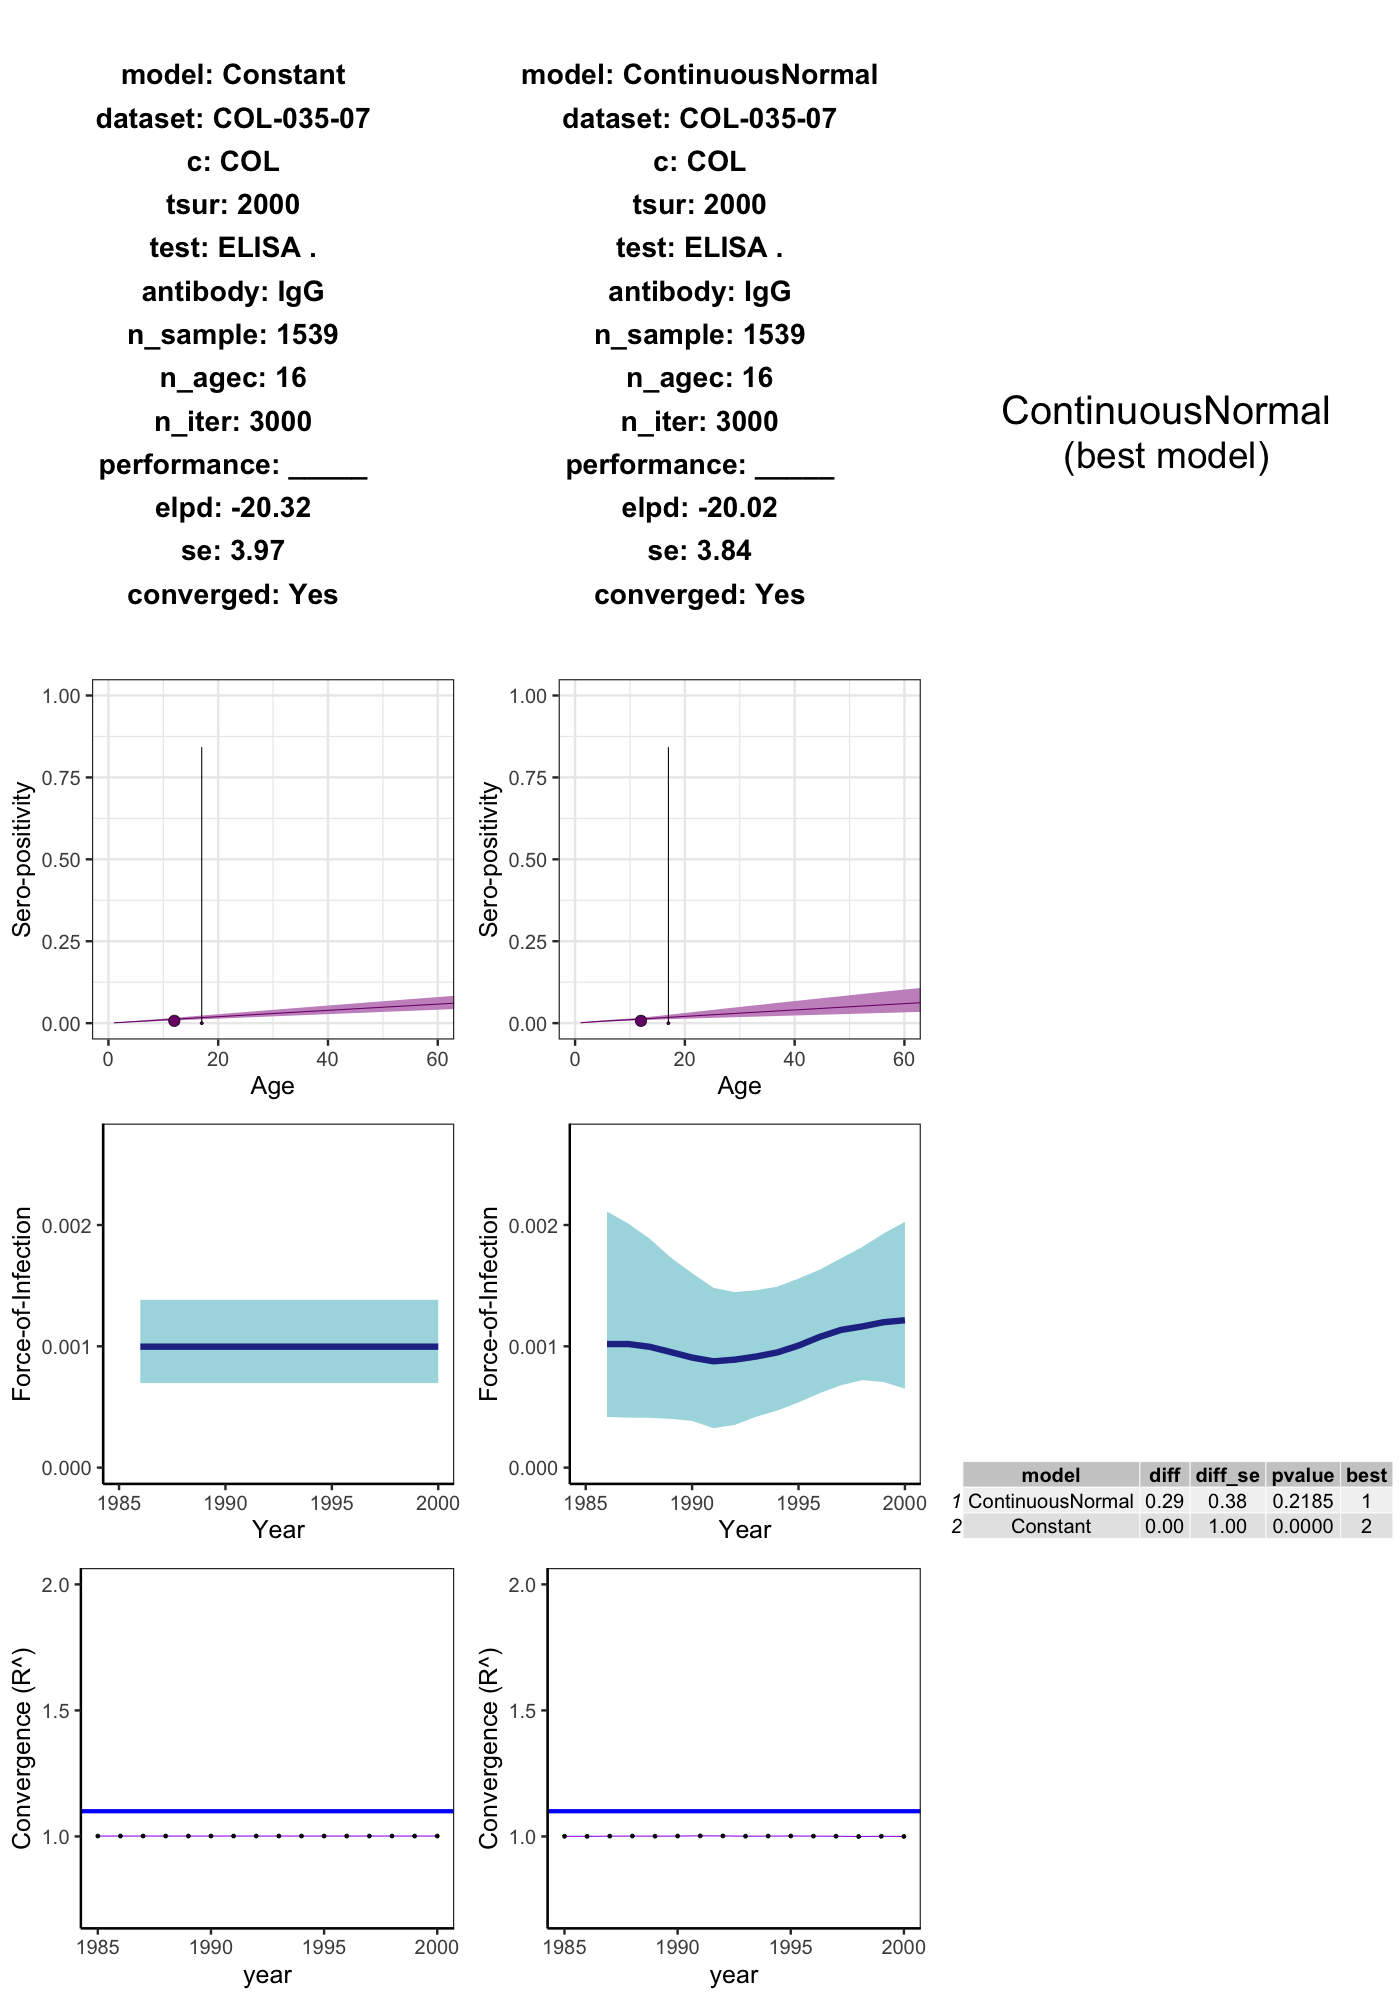 model: Constant
dataset: COL-035-07
c: COL
tsur: 2000
test: ELISA .
antibody: IgG
n_sample: 1539
n_agec: 16
n_iter: 3000
performance: _____
elpd: -20.32
se: 3.97
converged: Yes
model: ContinuousNormal
dataset: COL-035-07
c: COL
tsur: 2000
test: ELISA .
antibody: IgG
n_sample: 1539
n_agec: 16
n_iter: 3000
performance: _____
elpd: -20.02
se: 3.84
converged: Yes
ContinuousNormal
(best model)
Sero-positivity
1.00
0.75
0.50
0.25
0.00
0 20 40 60
Age
Sero-positivity
1.00
0.75
0.50
0.25
0.00
0 20 40 60
Age
Force-of-Infection
0.002
0.001
0.000
1985 1990 1995 2000
Year
Force-of-Infection
0.002
0.001
0.000
1985 1990 1995 2000
Year
model diff diff_se pvalue best
1 ContinuousNormal 0.29 0.38 0.2185 1
2 Constant 0.00 1.00 0.0000 2
Convergence (R^)
2.0
1.5
1.0
1985 1990 1995 2000
year
Convergence (R^)
2.0
1.5
1.0
1985 1990 1995 2000
year